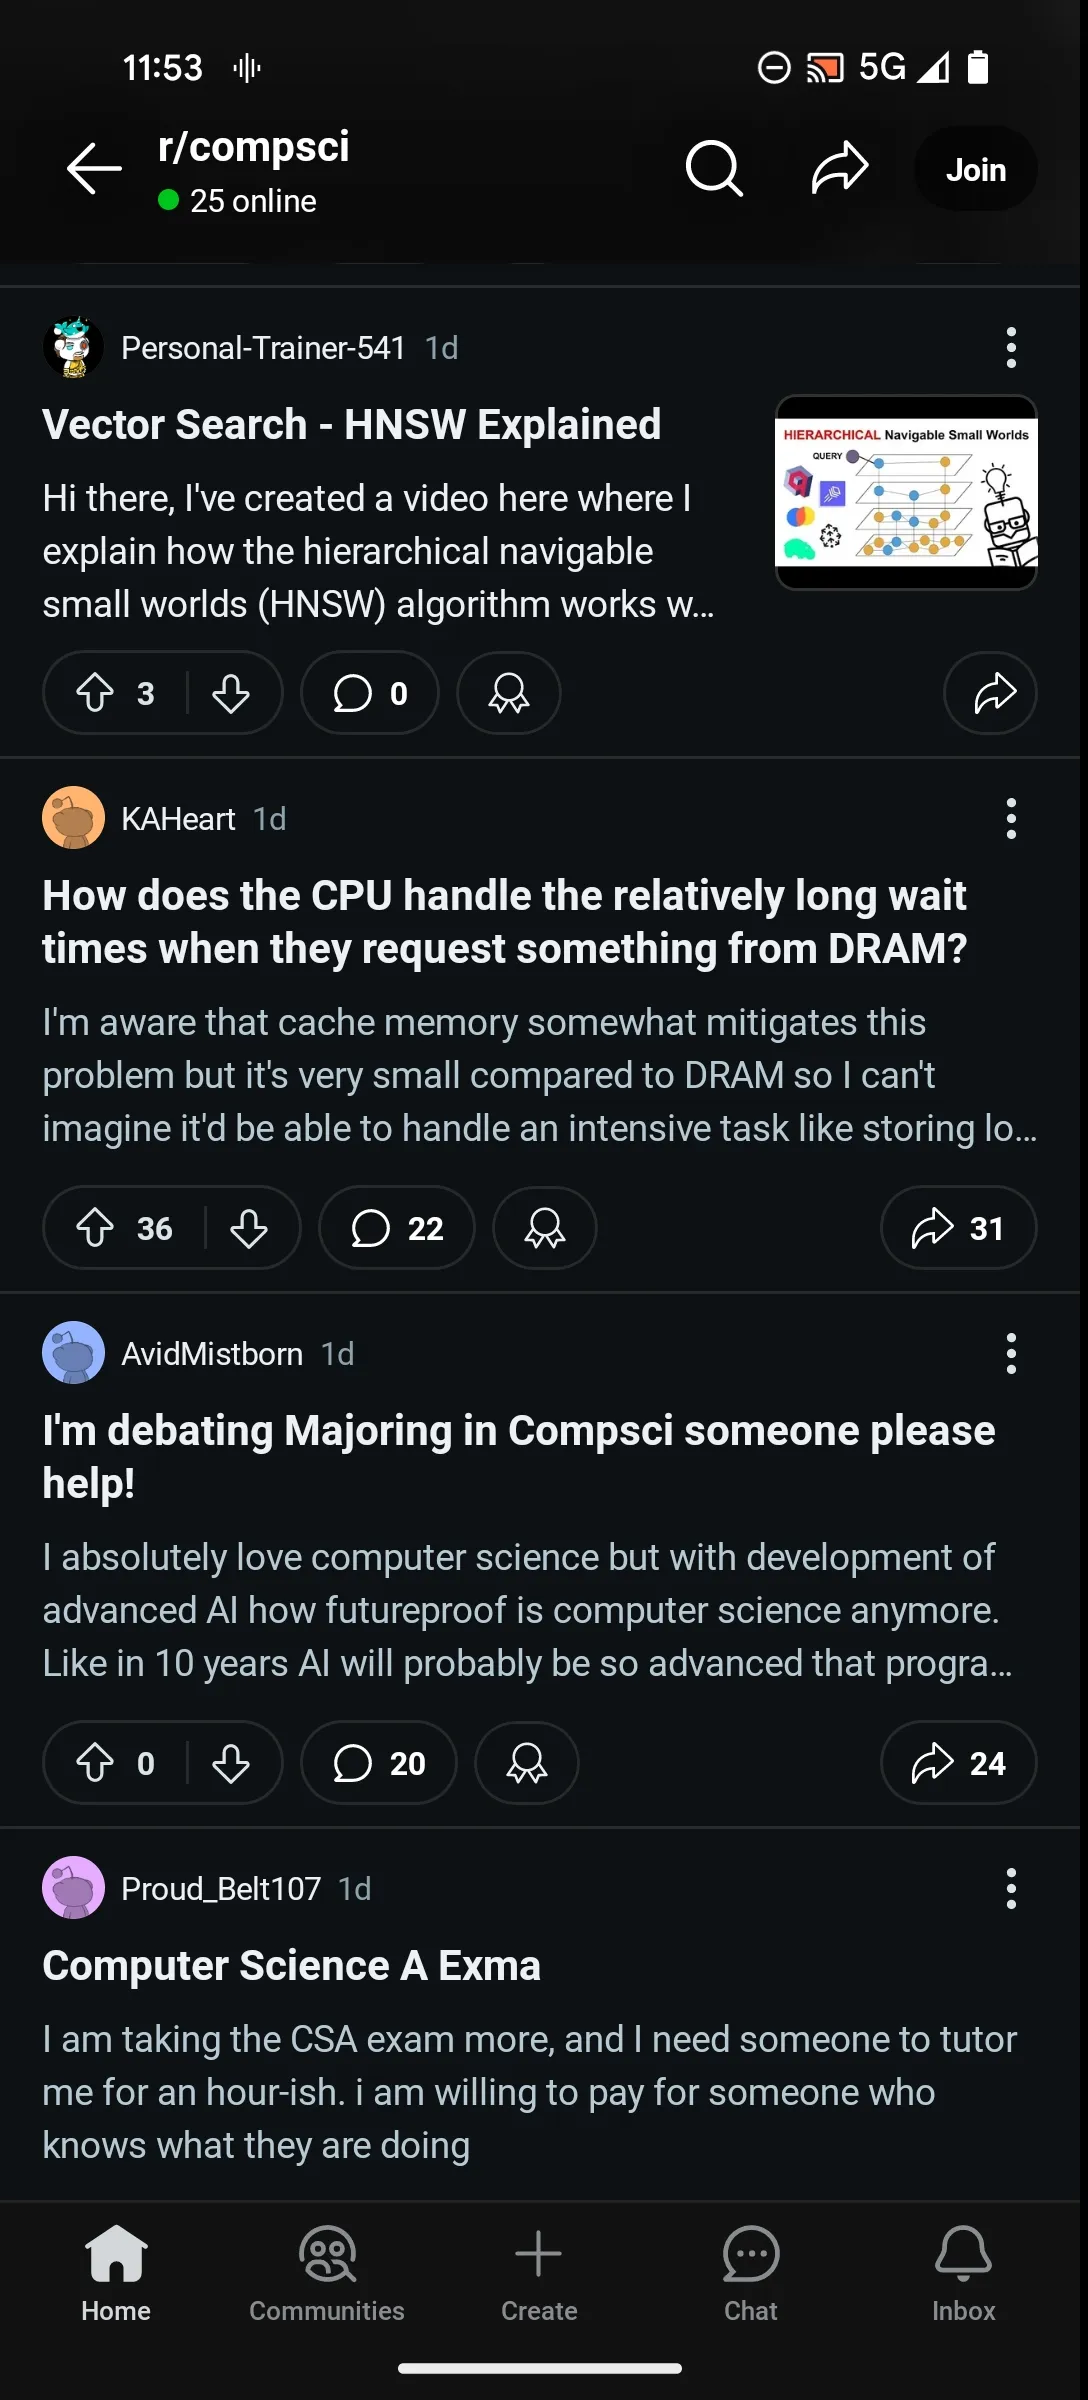 11:53
5G
r/compsci
25 online
Join
Personal-Trainer-541 1d
Vector Search - HNSW Explained
HIERARCHICAL Navigable Small Worlds
QUERY
Hi there, I've created a video here where I
explain how the hierarchical navigable
small worlds (HNSW) algorithm works w...
3
0
KAHeart 1d
How does the CPU handle the relatively long wait
times when they request something from DRAM?
I'm aware that cache memory somewhat mitigates this
problem but it's very small compared to DRAM so I can't
imagine it'd be able to handle an intensive task like storing lo...
36
22
31
AvidMistborn 1d
I'm debating Majoring in Compsci someone please
help!
I absolutely love computer science but with development of
advanced AI how futureproof is computer science anymore.
Like in 10 years AI will probably be so advanced that progra...
0
20
24
Proud_Belt107 1d
Computer Science A Exma
I am taking the CSA exam more, and I need someone to tutor
me for an hour-ish. i am willing to pay for someone who
knows what they are doing
Home
Communities
Create
Chat
Inbox